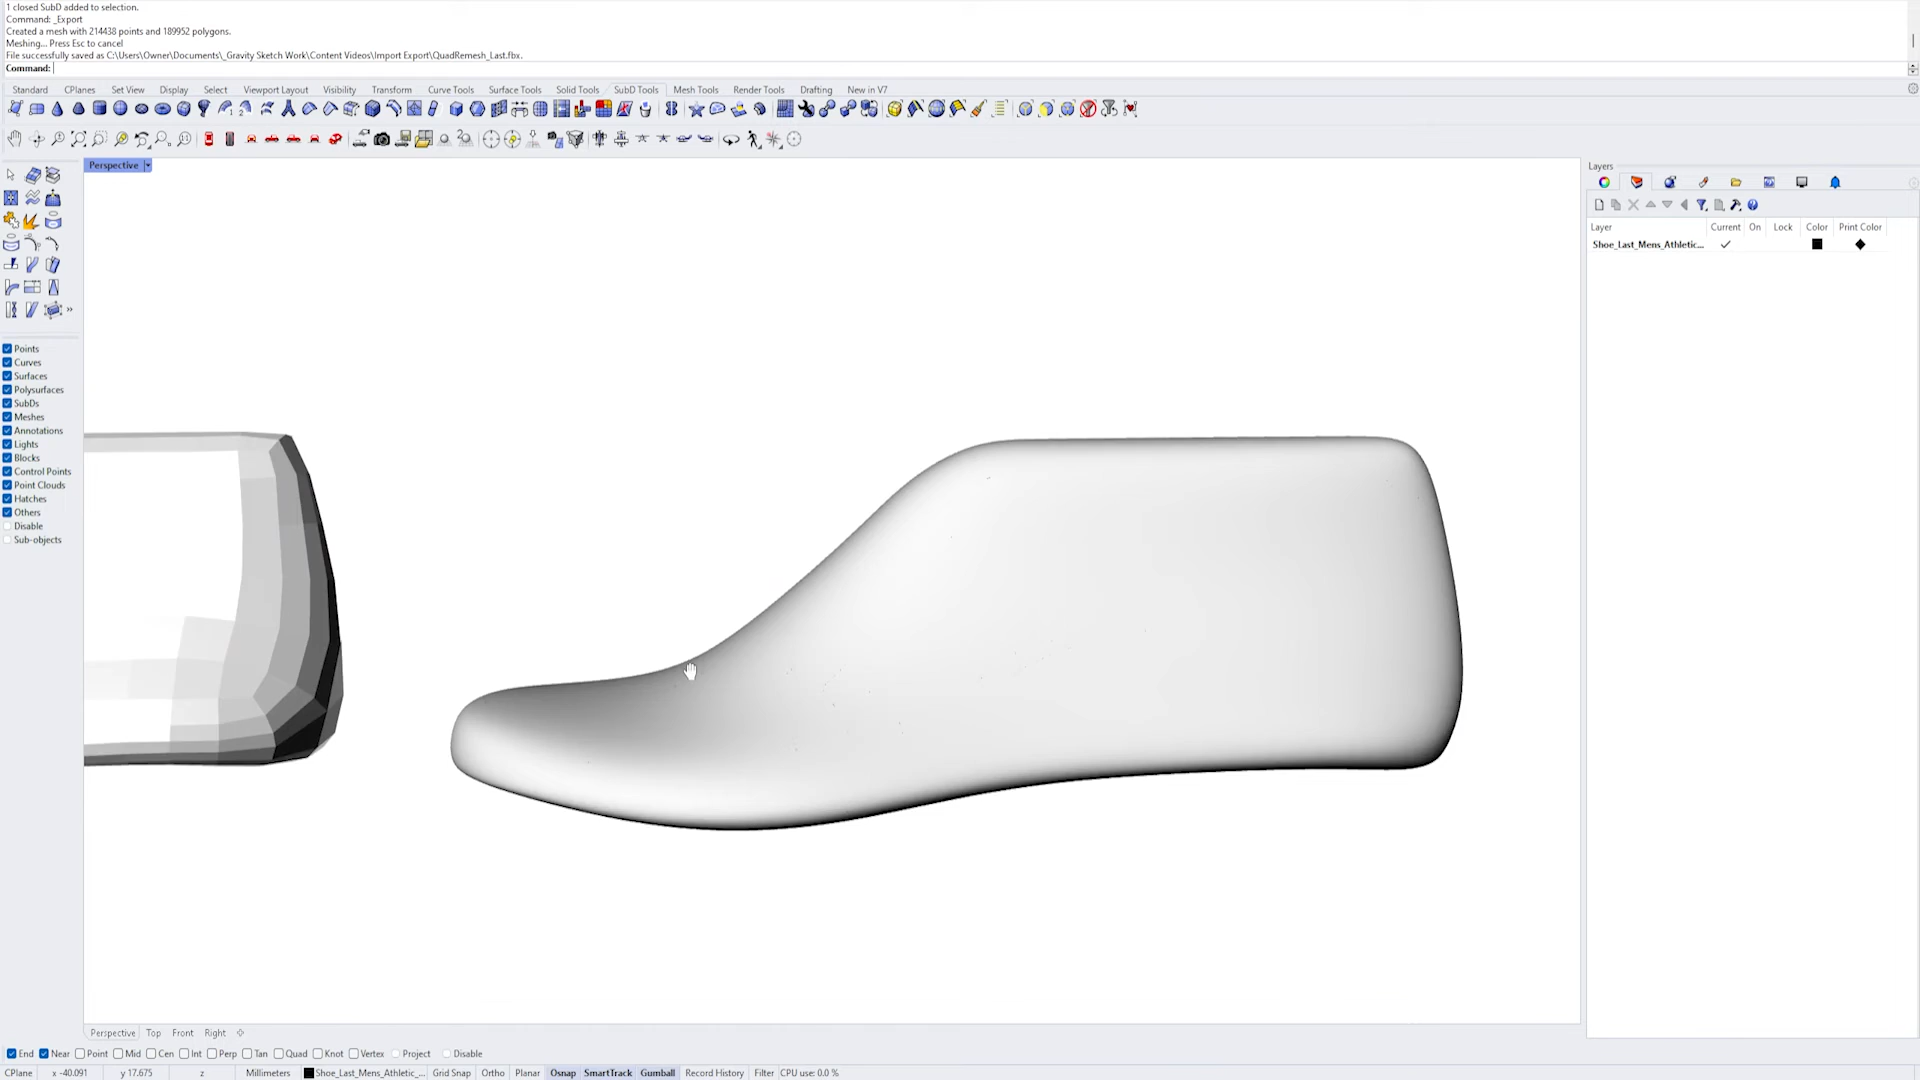 1 closed SubD added to selection.
Command: _Export
Created a mesh with 214438 points and 189952 polygons.
Meshing... Press Esc to cancel
File successfully saved as C:\Users\Owner\Documents\_Gravity Sketch Work\Content Videos\Import Export\QuadRemesh_Last.fbx.
Command:
Standard CPlanes Set View Display Select Viewport Layout Visibility Transform Curve Tools Surface Tools Solid Tools SubD Tools Mesh Tools Render Tools Drafting New in V7
Perspective
Layers
Layer Current On Lock Color Print Color
Shoe_Last_Mens_Athletic...
Points
Curves
Surfaces
Polysurfaces
SubDs
Meshes
Annotations
Lights
Blocks
Control Points
Point Clouds
Hatches
Others
Disable
Sub-objects
Perspective Top Front Right
End Near Point Mid Cen Int Perp Tan Quad Knot Vertex Project Disable
CPlane x -40.091 y 17.675 z Millimeters Shoe_Last_Mens_Athletic_... Grid Snap Ortho Planar Osnap SmartTrack Gumball Record History Filter CPU use: 0.0 %